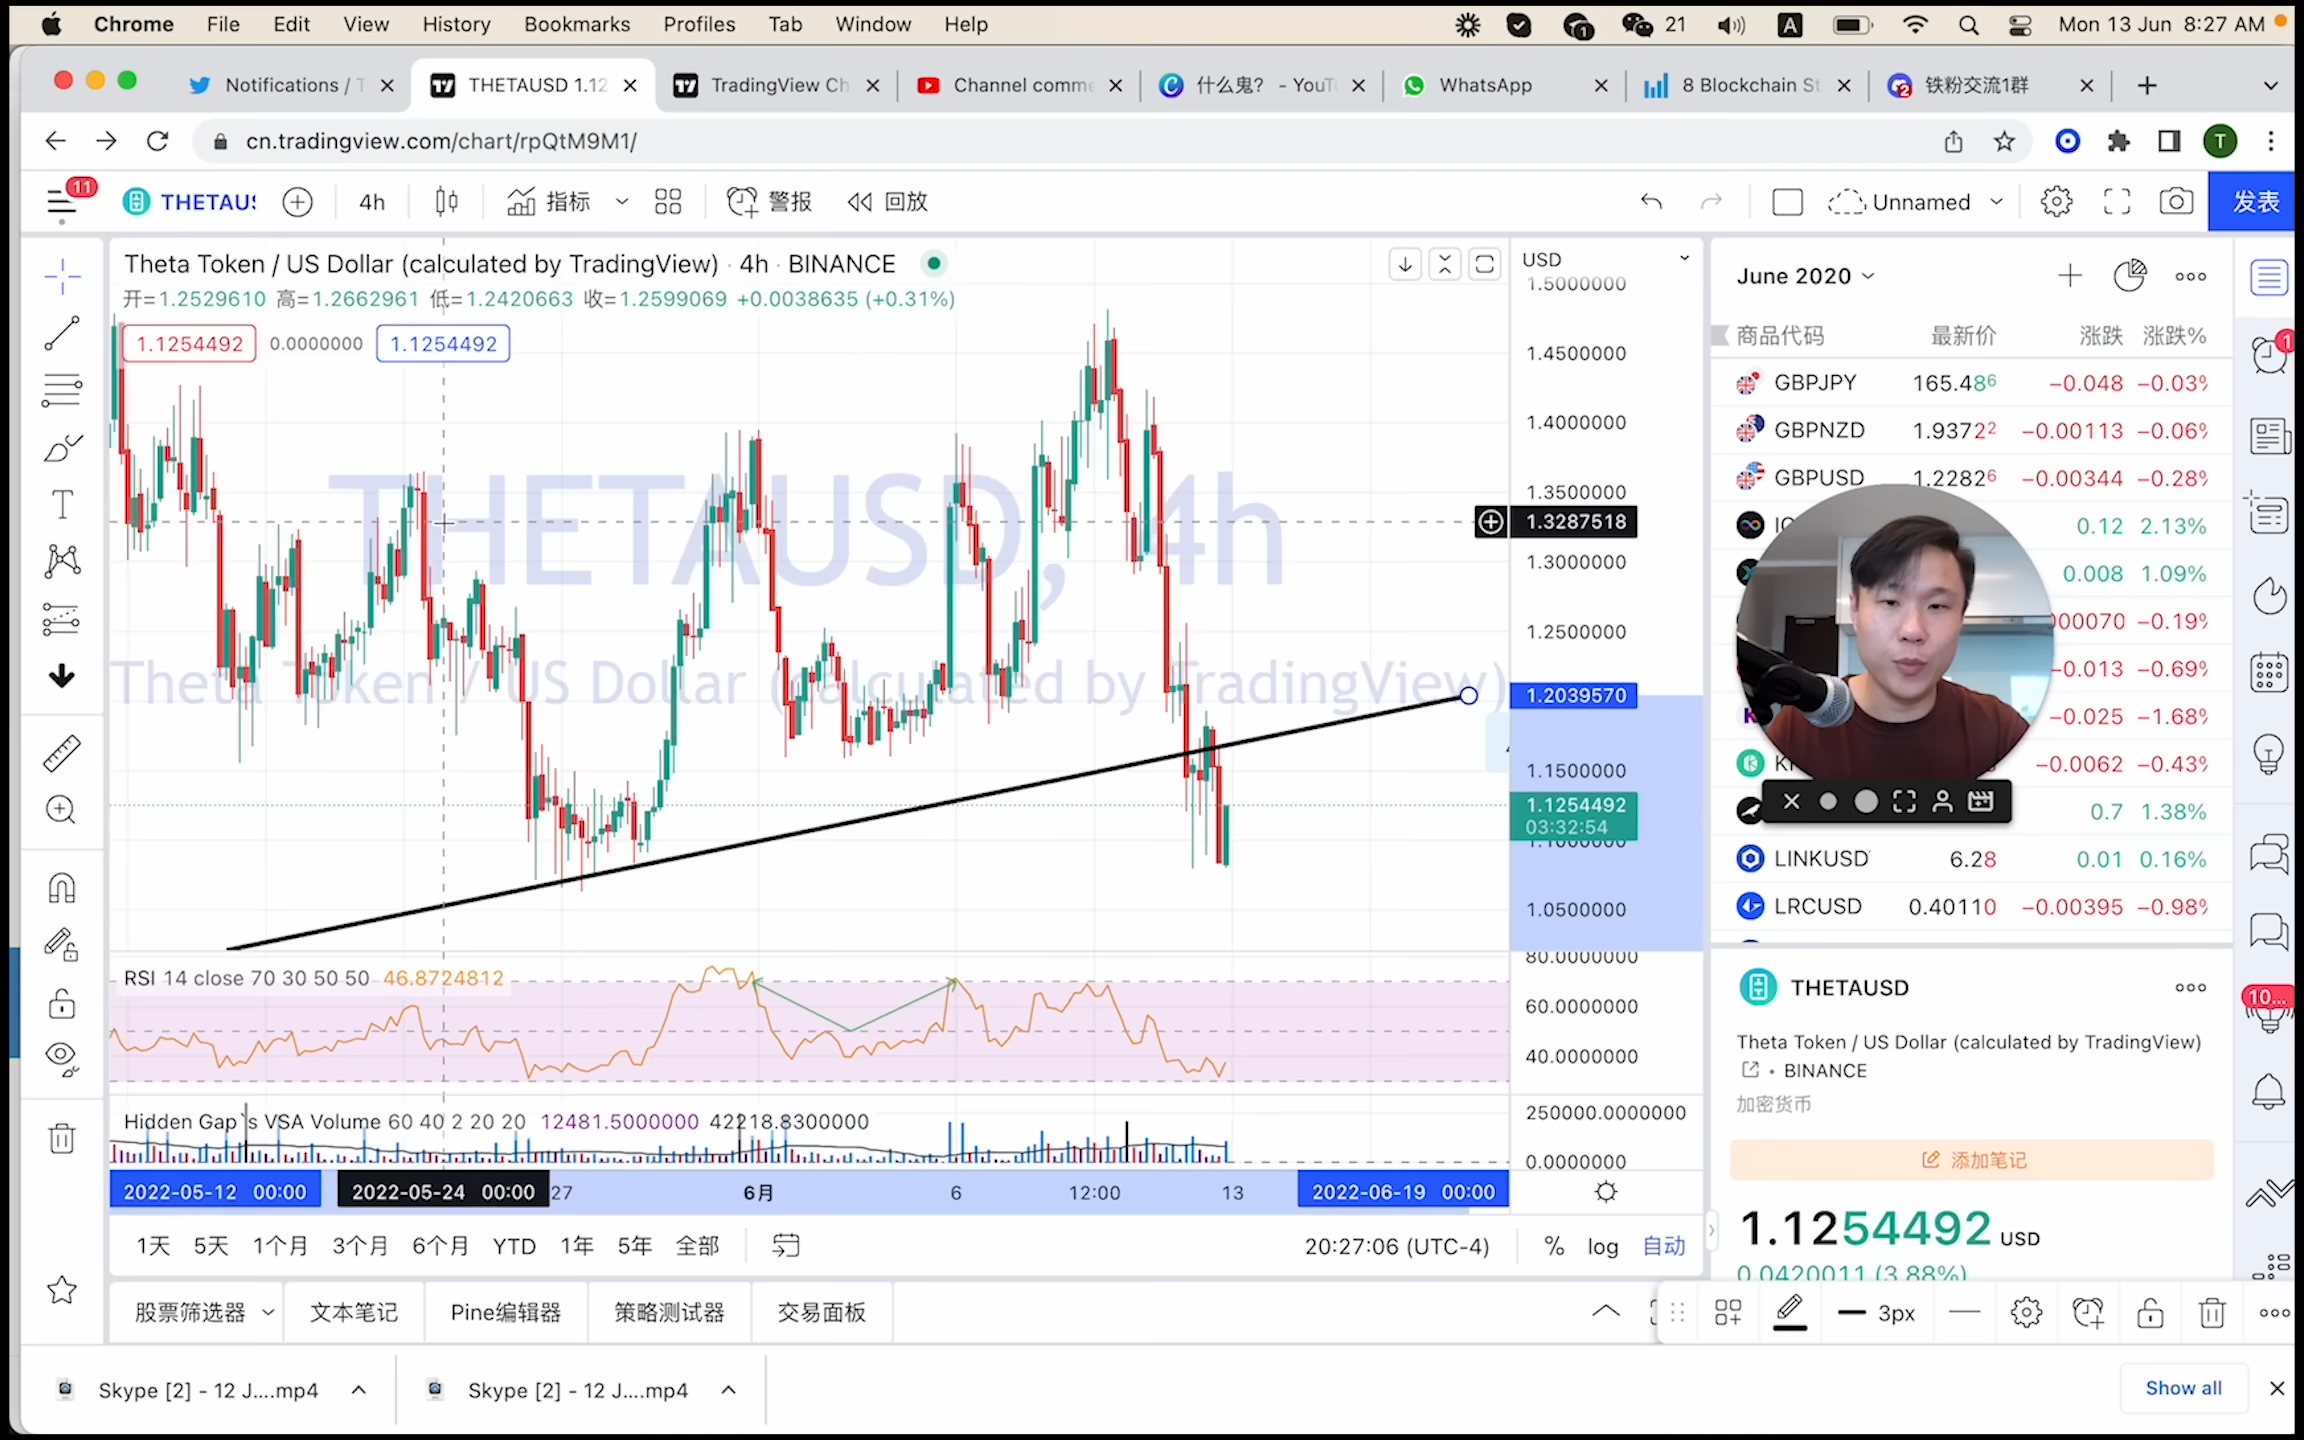 Chrome File Edit View History Bookmarks Profiles Tab Window Help 1 21 A Mon 13 Jun 8:27 AM
Notifications / T THETAUSD 1.12 TradingView Ch Channel comme 什么鬼？ - YouT WhatsApp 8 Blockchain St 2 铁粉交流1群
cn.tradingview.com/chart/rpQtM9M1/ T
11 THETAUS 4h 指标 警报 回放 Unnamed 发表
Theta Token / US Dollar (calculated by TradingView) · 4h · BINANCE
开=1.2529610 高=1.2662961 低=1.2420663 收=1.2599069 +0.0038635 (+0.31%)
1.1254492 0.0000000 1.1254492
THETAUSD, 4h
Theta Token / US Dollar (calculated by TradingView)
USD
1.5000000
1.4500000
1.4000000
1.3500000
1.3287518
1.3000000
1.2500000
1.2039570
1.1500000
1.1254492
03:32:54
1.1000000
1.0500000
RSI 14 close 70 30 50 50 46.8724812
80.0000000
60.0000000
40.0000000
Hidden Gap`s VSA Volume 60 40 2 20 20 12481.5000000 42218.8300000
250000.0000000
0.0000000
2022-05-12 00:00 2022-05-24 00:00 27 6月 6 12:00 13 2022-06-19 00:00
1天 5天 1个月 3个月 6个月 YTD 1年 5年 全部 20:27:06 (UTC-4) % log 自动
股票筛选器 文本笔记 Pine编辑器 策略测试器 交易面板
June 2020
商品代码 最新价 涨跌 涨跌%
GBPJPY 165.486 −0.048 −0.03%
GBPNZD 1.93722 −0.00113 −0.06%
GBPUSD 1.22826 −0.00344 −0.28%
0.12 2.13%
0.008 1.09%
000070 −0.19%
−0.013 −0.69%
−0.025 −1.68%
−0.0062 −0.43%
0.7 1.38%
LINKUSD 6.28 0.01 0.16%
LRCUSD 0.40110 −0.00395 −0.98%
THETAUSD
Theta Token / US Dollar (calculated by TradingView)
BINANCE
加密货币
添加笔记
1.1254492 USD
0.0420011 (3.88%)
3px
1
10...
Skype [2] - 12 J....mp4 Skype [2] - 12 J....mp4 Show all